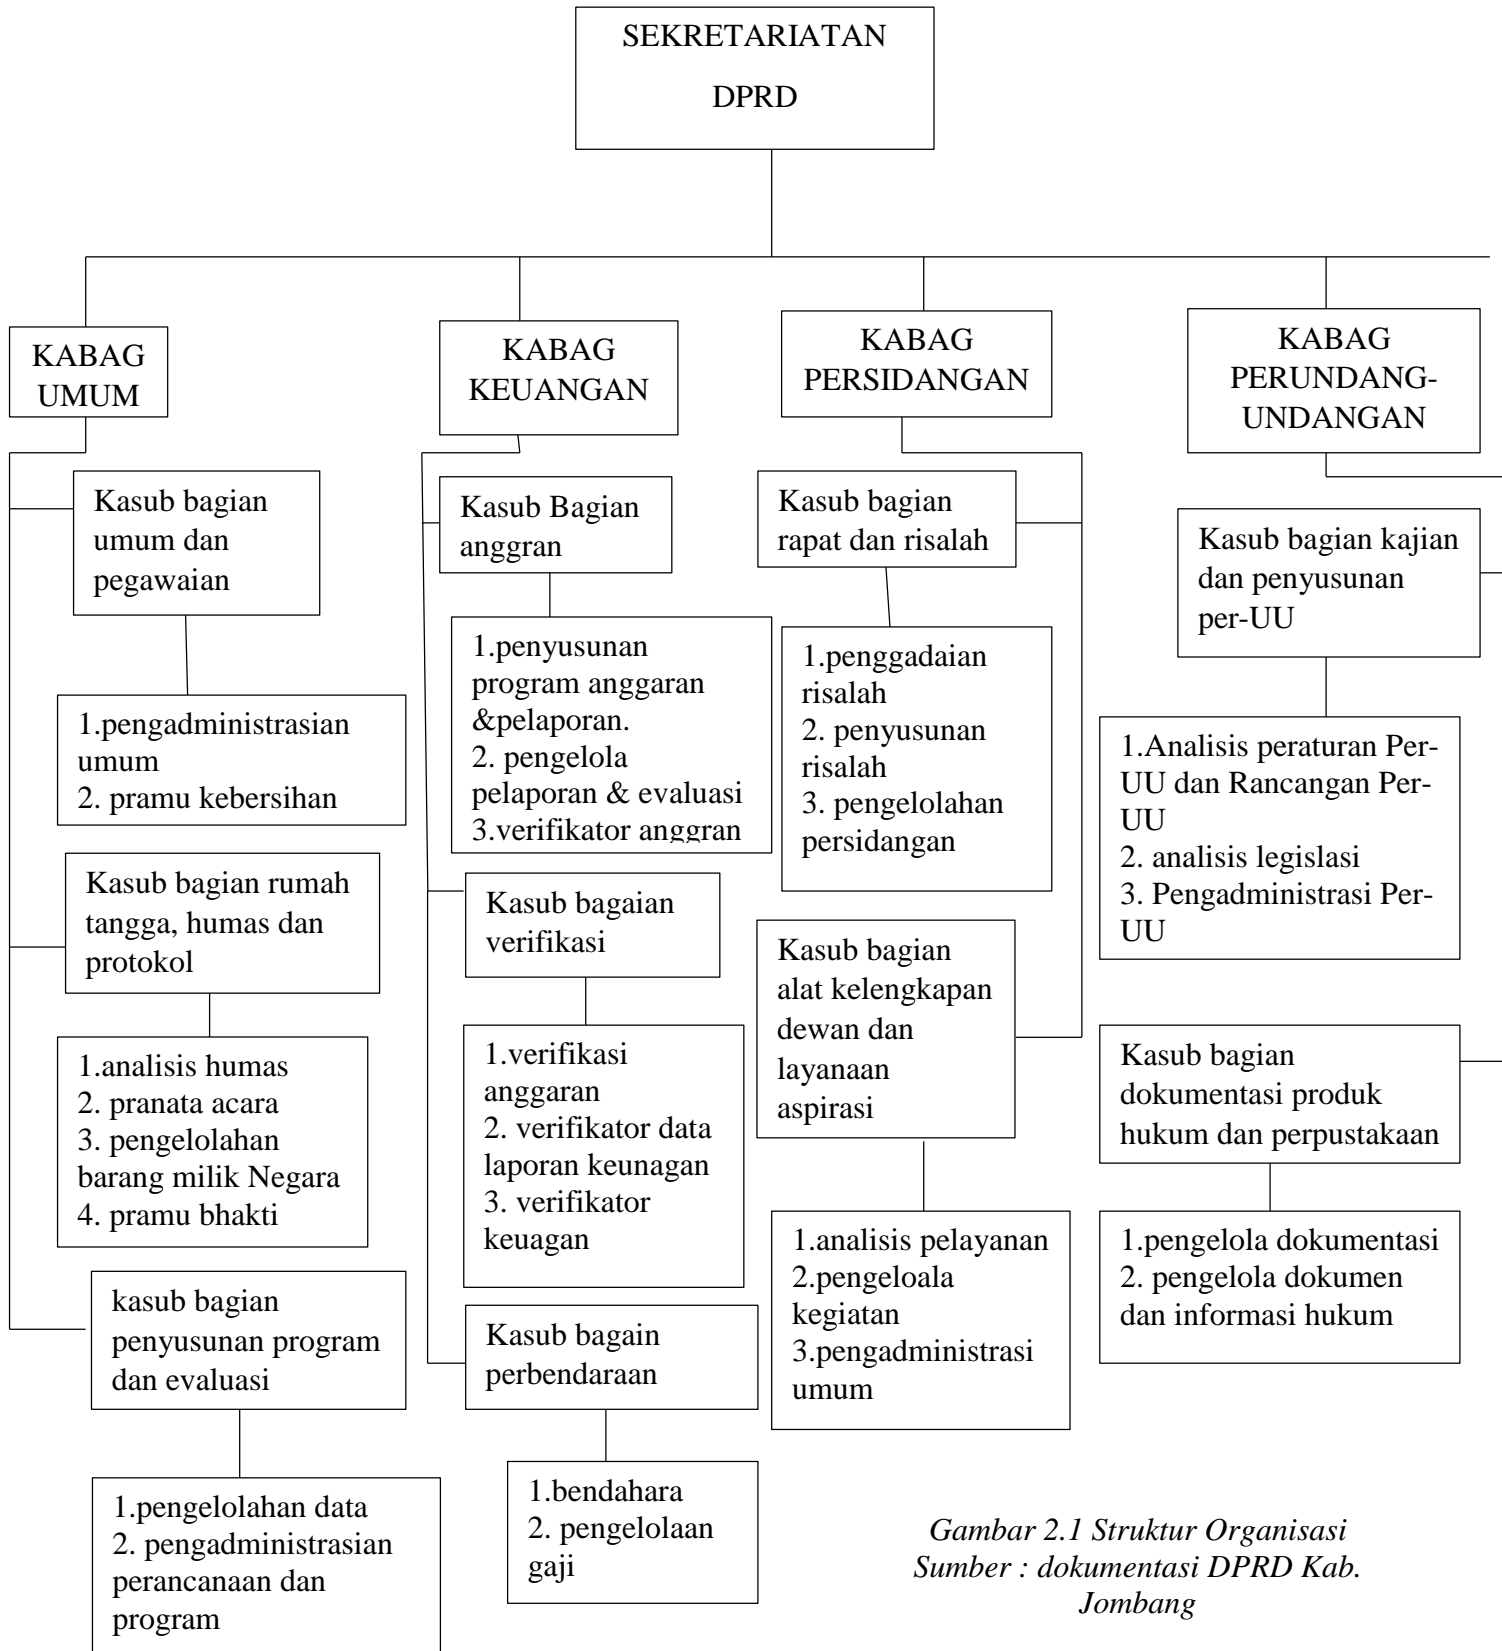 SEKRETARIATAN
DPRD
KABAG
UMUM
KABAG
KEUANGAN
KABAG
PERSIDANGAN
KABAG
PERUNDANG-
UNDANGAN
Kasub bagian
umum dan
pegawaian
1.pengadministrasian
umum
2. pramu kebersihan
Kasub bagian rumah
tangga, humas dan
protokol
1.analisis humas
2. pranata acara
3. pengelolahan
barang milik Negara
4. pramu bhakti
kasub bagian
penyusunan program
dan evaluasi
1.pengelolahan data
2. pengadministrasian
perancanaan dan
program
Kasub Bagian
anggran
1.penyusunan
program anggaran
&pelaporan.
2. pengelola
pelaporan & evaluasi
3.verifikator anggran
Kasub bagaian
verifikasi
1.verifikasi
anggaran
2. verifikator data
laporan keunagan
3. verifikator
keuagan
Kasub bagain
perbendaraan
1.bendahara
2. pengelolaan
gaji
Kasub bagian
rapat dan risalah
1.penggadaian
risalah
2. penyusunan
risalah
3. pengelolahan
persidangan
Kasub bagian
alat kelengkapan
dewan dan
layanaan
aspirasi
1.analisis pelayanan
2.pengeloala
kegiatan
3.pengadministrasi
umum
Kasub bagian kajian
dan penyusunan
per-UU
1.Analisis peraturan Per-
UU dan Rancangan Per-
UU
2. analisis legislasi
3. Pengadministrasi Per-
UU
Kasub bagian
dokumentasi produk
hukum dan perpustakaan
1.pengelola dokumentasi
2. pengelola dokumen
dan informasi hukum
Gambar 2.1 Struktur Organisasi
Sumber : dokumentasi DPRD Kab.
Jombang